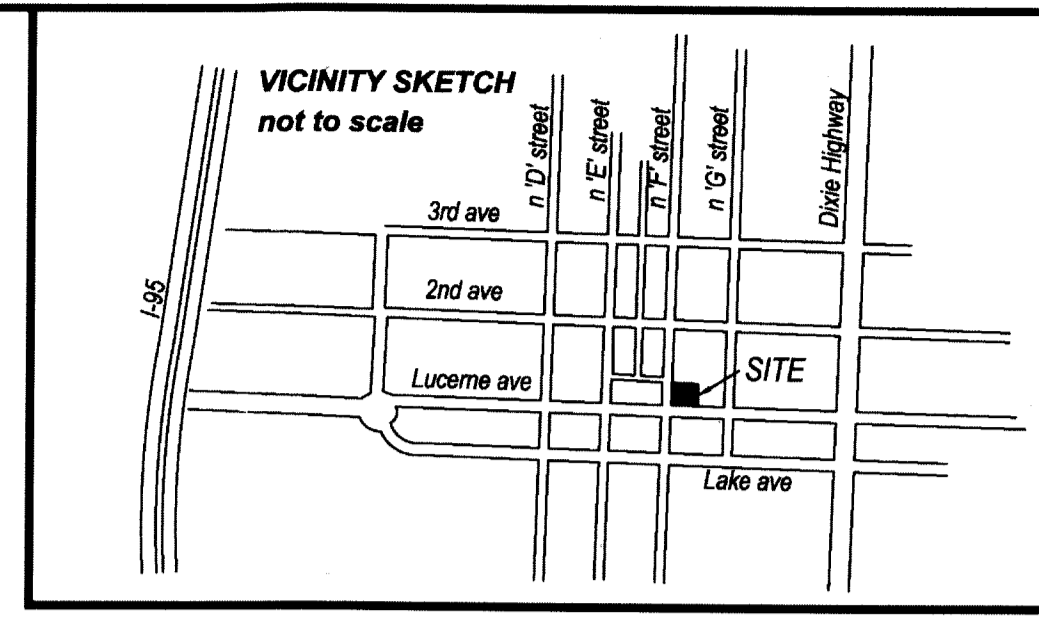 VICINITY SKETCH
not to scale
n 'D' street
n 'E' street
n 'F' street
n 'G' street
Dixie Highway
3rd ave
I-95
2nd ave
Lucerne ave
SITE
Lake ave